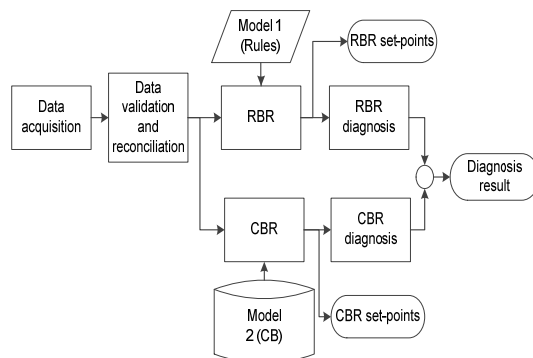 Model 1
(Rules)
RBR set-points
Data
acquisition
Data
validation
and
reconciliation
RBR
RBR
diagnosis
Diagnosis
result
CBR
CBR
diagnosis
Model
2 (CB)
CBR set-points